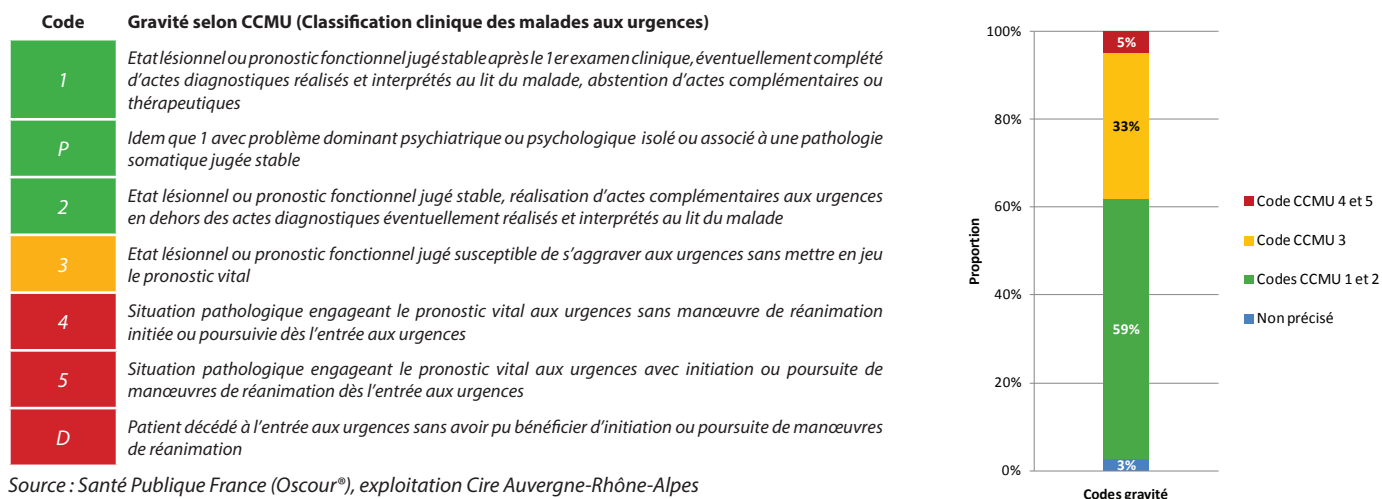 Code Gravité selon CCMU (Classification clinique des malades aux urgences)
1
Etat lésionnel ou pronostic fonctionnel jugé stable après le 1er examen clinique, éventuellement complété
d'actes diagnostiques réalisés et interprétés au lit du malade, abstention d'actes complémentaires ou
thérapeutiques
P
Idem que 1 avec problème dominant psychiatrique ou psychologique isolé ou associé à une pathologie
somatique jugée stable
2
Etat lésionnel ou pronostic fonctionnel jugé stable, réalisation d'actes complémentaires aux urgences
en dehors des actes diagnostiques éventuellement réalisés et interprétés au lit du malade
3
Etat lésionnel ou pronostic fonctionnel jugé susceptible de s'aggraver aux urgences sans mettre en jeu
le pronostic vital
4
Situation pathologique engageant le pronostic vital aux urgences sans manœuvre de réanimation
initiée ou poursuivie dès l'entrée aux urgences
5
Situation pathologique engageant le pronostic vital aux urgences avec initiation ou poursuite de
manœuvres de réanimation dès l'entrée aux urgences
D
Patient décédé à l'entrée aux urgences sans avoir pu bénéficier d'initiation ou poursuite de manœuvres
de réanimation
Source : Santé Publique France (Oscour®), exploitation Cire Auvergne-Rhône-Alpes
Proportion
100%
80%
60%
40%
20%
0%
5%
33%
59%
3%
Codes gravité
Code CCMU 4 et 5
Code CCMU 3
Codes CCMU 1 et 2
Non précisé